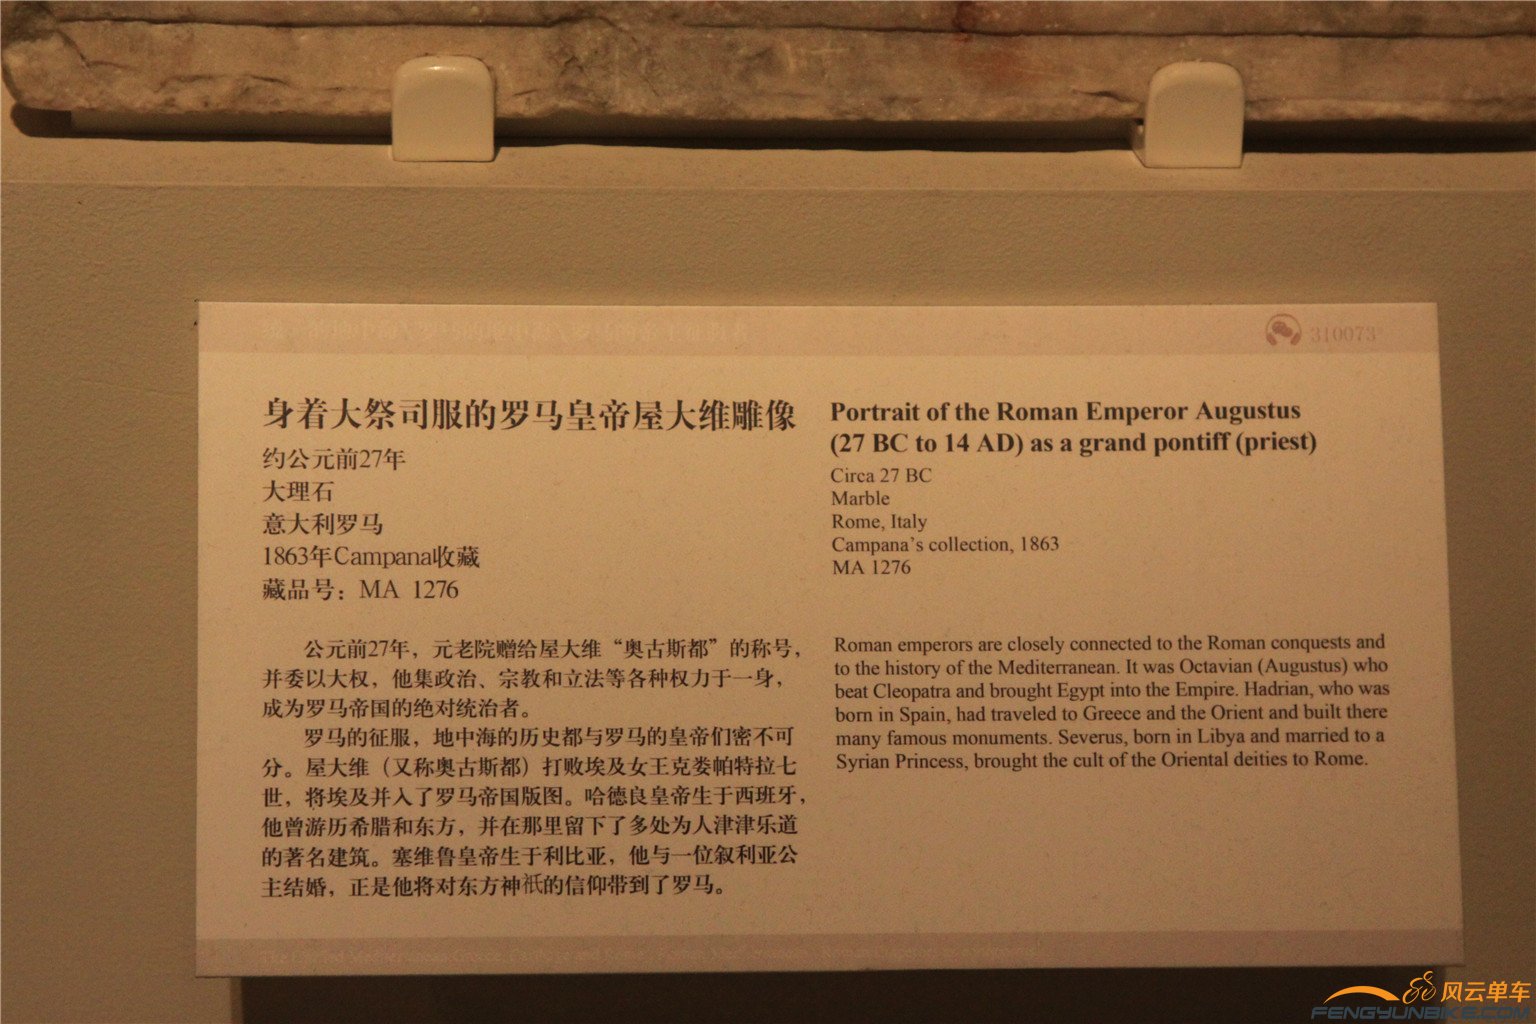 310073
身着大祭司服的罗马皇帝屋大维雕像
约公元前27年
大理石
意大利罗马
1863年Campana收藏
藏品号：MA 1276
公元前27年，元老院赠给屋大维“奥古斯都”的称号，
并委以大权，他集政治、宗教和立法等各种权力于一身，
成为罗马帝国的绝对统治者。
罗马的征服，地中海的历史都与罗马的皇帝们密不可
分。屋大维（又称奥古斯都）打败埃及女王克娄帕特拉七
世，将埃及并入了罗马帝国版图。哈德良皇帝生于西班牙，
他曾游历希腊和东方，并在那里留下了多处为人津津乐道
的著名建筑。塞维鲁皇帝生于利比亚，他与一位叙利亚公
主结婚，正是他将对东方神祇的信仰带到了罗马。
Portrait of the Roman Emperor Augustus
(27 BC to 14 AD) as a grand pontiff (priest)
Circa 27 BC
Marble
Rome, Italy
Campana's collection, 1863
MA 1276
Roman emperors are closely connected to the Roman conquests and
to the history of the Mediterranean. It was Octavian (Augustus) who
beat Cleopatra and brought Egypt into the Empire. Hadrian, who was
born in Spain, had traveled to Greece and the Orient and built there
many famous monuments. Severus, born in Libya and married to a
Syrian Princess, brought the cult of the Oriental deities to Rome.
风云单车
FENGYUNBIKE.COM